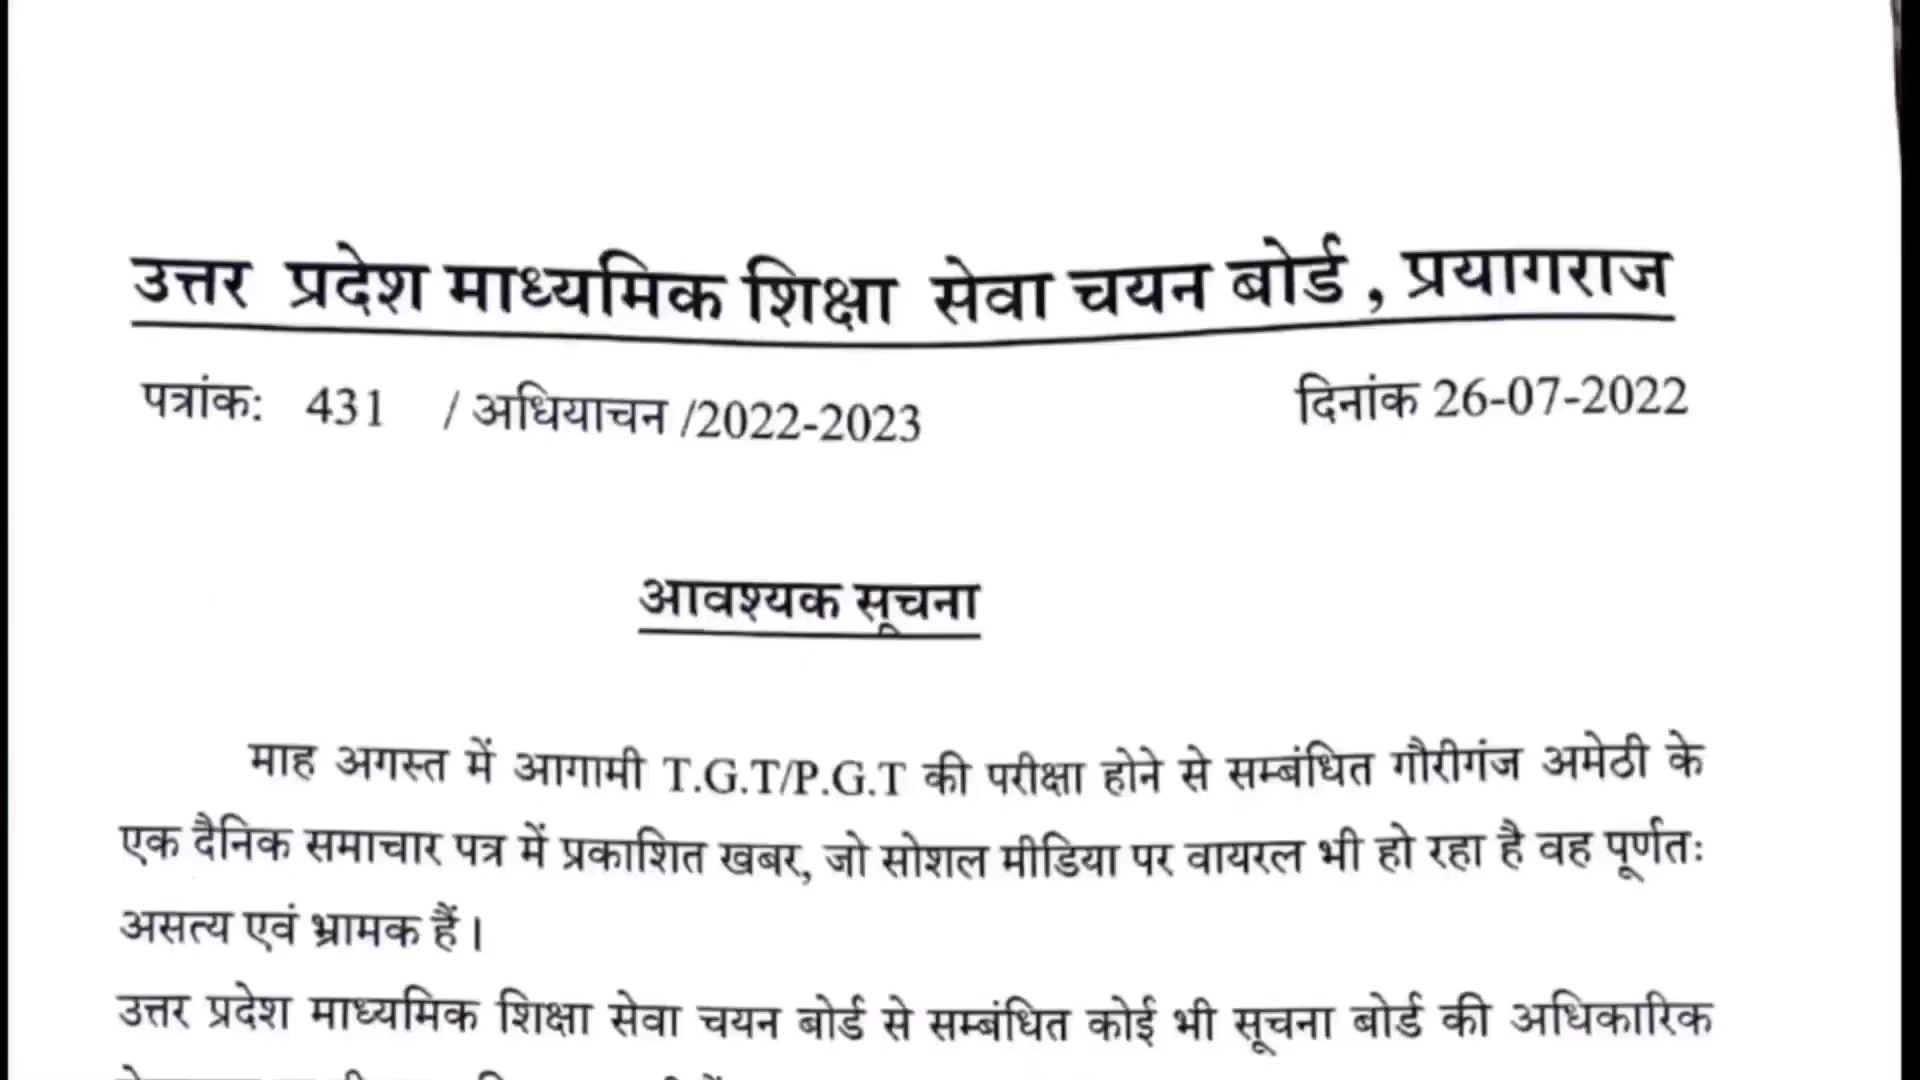 उत्तर प्रदेश माध्यमिक शिक्षा सेवा चयन बोर्ड , प्रयागराज
पत्रांक: 431 / अधियाचन /2022-2023 दिनांक 26-07-2022
आवश्यक सूचना
माह अगस्त में आगामी T.G.T/P.G.T की परीक्षा होने से सम्बंधित गौरीगंज अमेठी के
एक दैनिक समाचार पत्र में प्रकाशित खबर, जो सोशल मीडिया पर वायरल भी हो रहा है वह पूर्णतः
असत्य एवं भ्रामक हैं।
उत्तर प्रदेश माध्यमिक शिक्षा सेवा चयन बोर्ड से सम्बंधित कोई भी सूचना बोर्ड की अधिकारिक